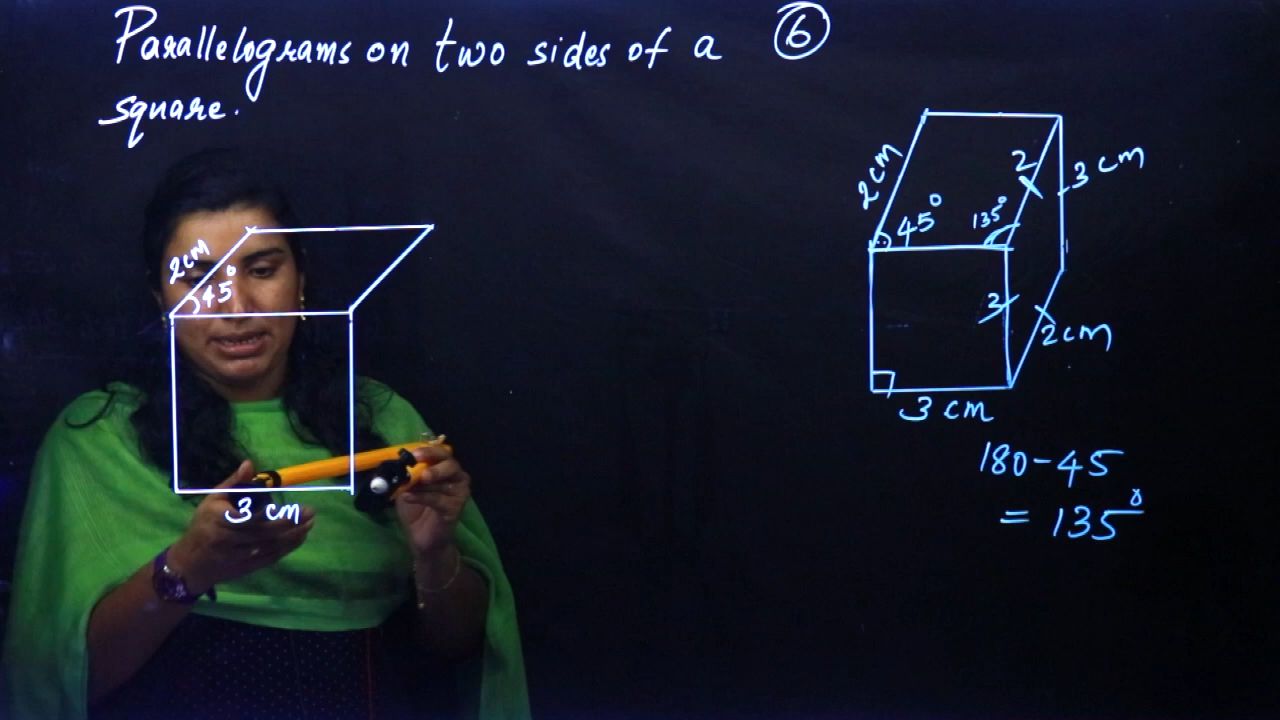 Parallelograms on two sides of a 6
square.
2cm
45°
3 cm
2cm
45°
135°
2
3 cm
3
2cm
3 cm
180-45
= 135°